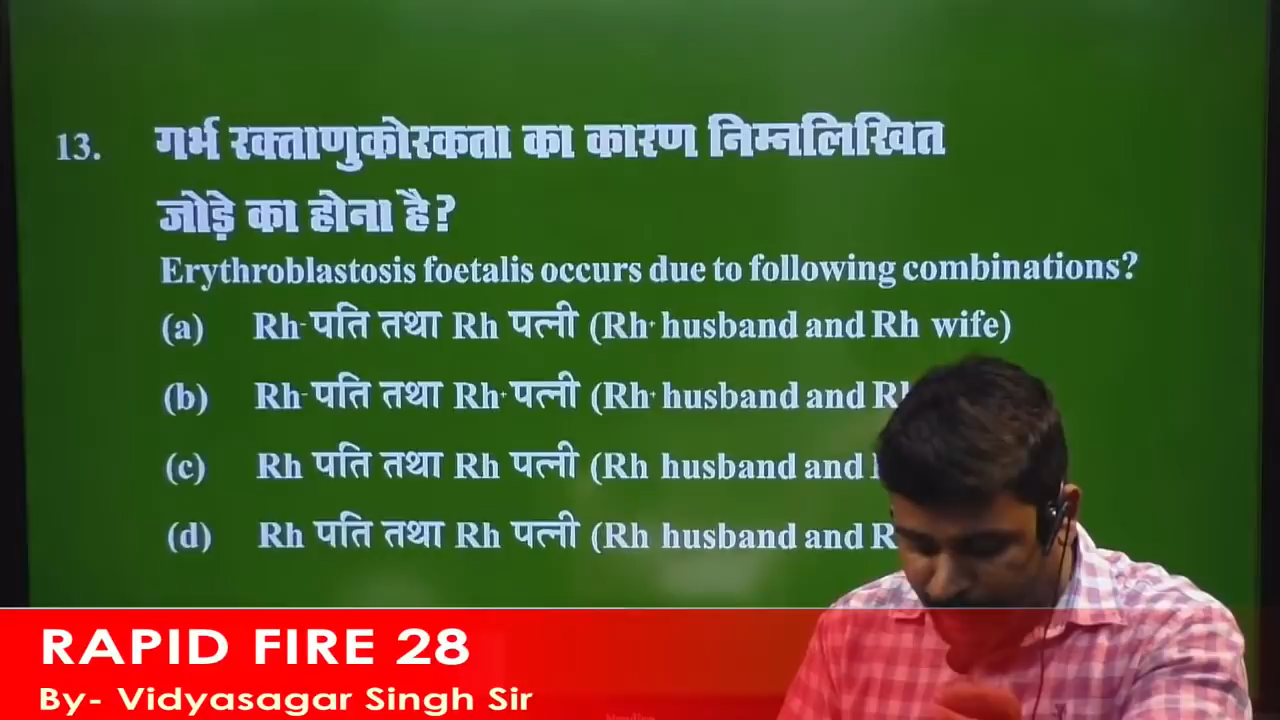 13. गर्भ रक्ताणुकोरकता का कारण निम्नलिखित
जोड़े का होना है?
Erythroblastosis foetalis occurs due to following combinations?
(a) Rh- पति तथा Rh पत्नी (Rh+ husband and Rh wife)
(b) Rh- पति तथा Rh+ पत्नी (Rh+ husband and
(c) Rh पति तथा Rh पत्नी (Rh husband and
(d) Rh पति तथा Rh पत्नी (Rh husband and
RAPID FIRE 28
By- Vidyasagar Singh Sir